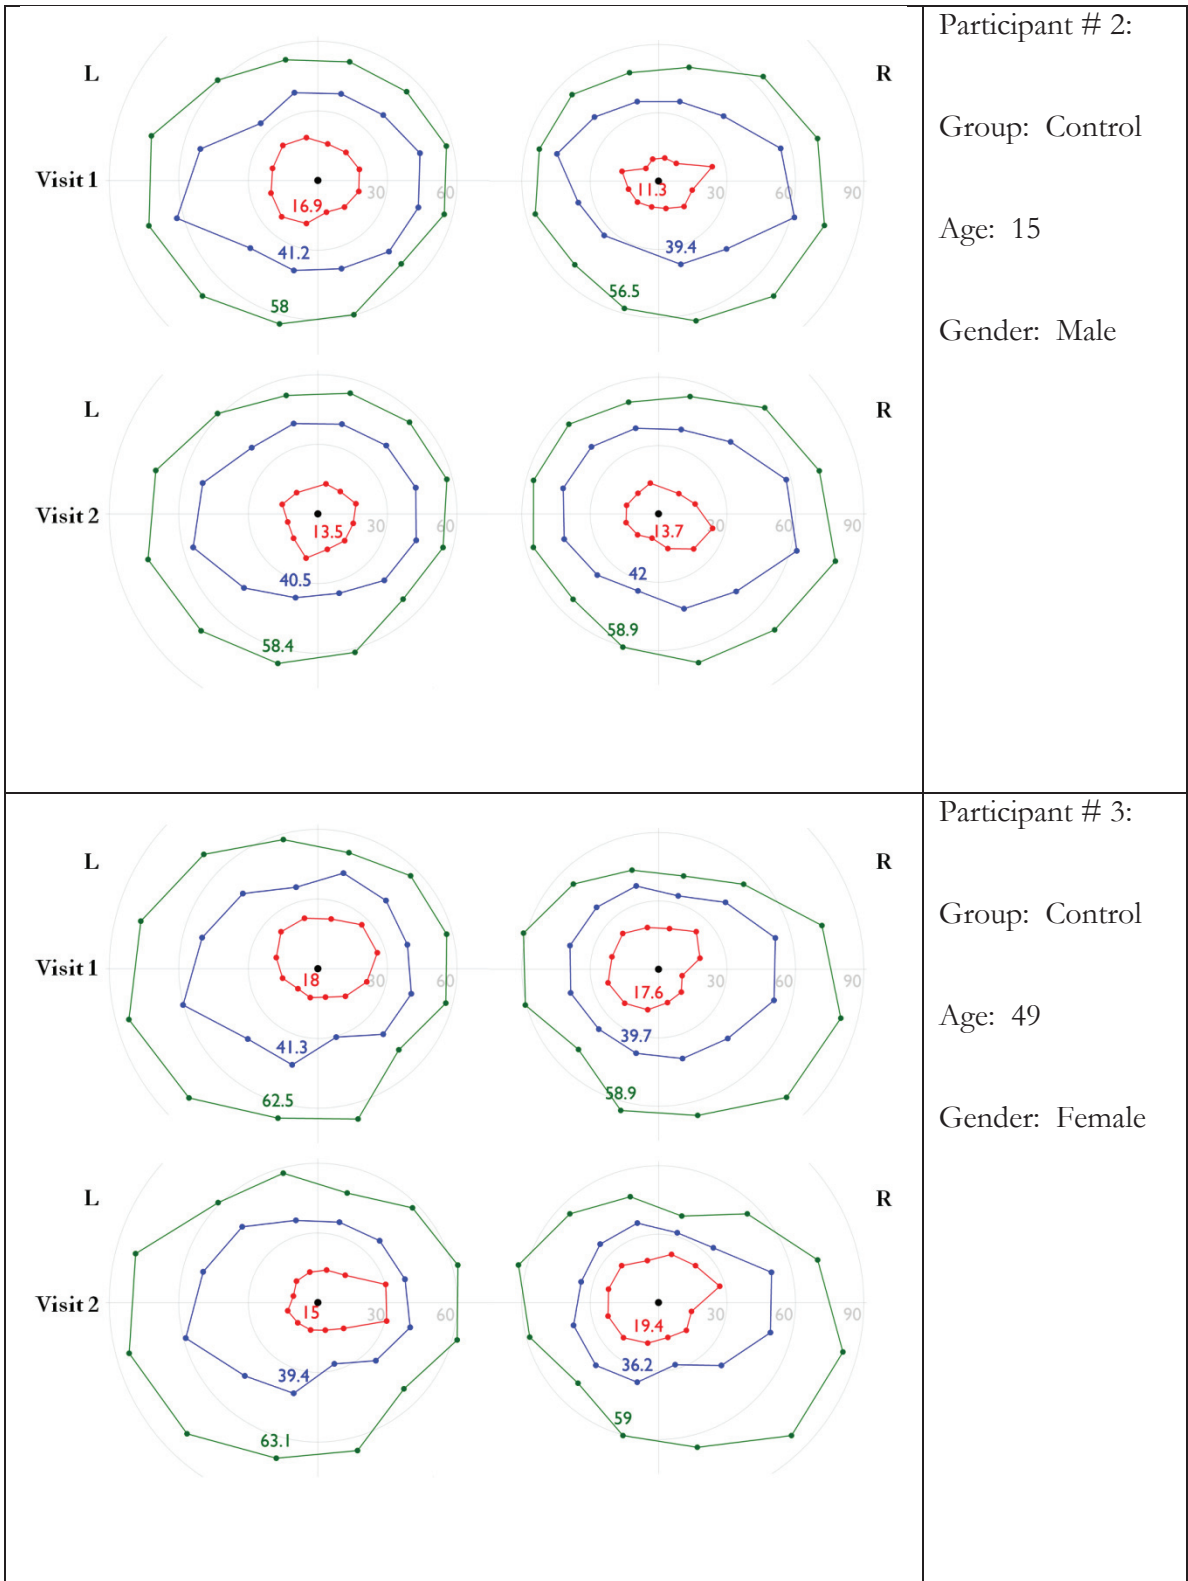 Participant # 2:
Group: Control
Age: 15
Gender: Male
L
R
Visit 1
16.9
41.2
58
30
60
11.3
39.4
56.5
30
60
90
L
R
Visit 2
13.5
40.5
58.4
30
60
13.7
42
58.9
30
60
90
Participant # 3:
Group: Control
Age: 49
Gender: Female
L
R
Visit 1
18
41.3
62.5
30
60
17.6
39.7
58.9
30
60
90
L
R
Visit 2
15
39.4
63.1
30
60
19.4
36.2
59
30
60
90